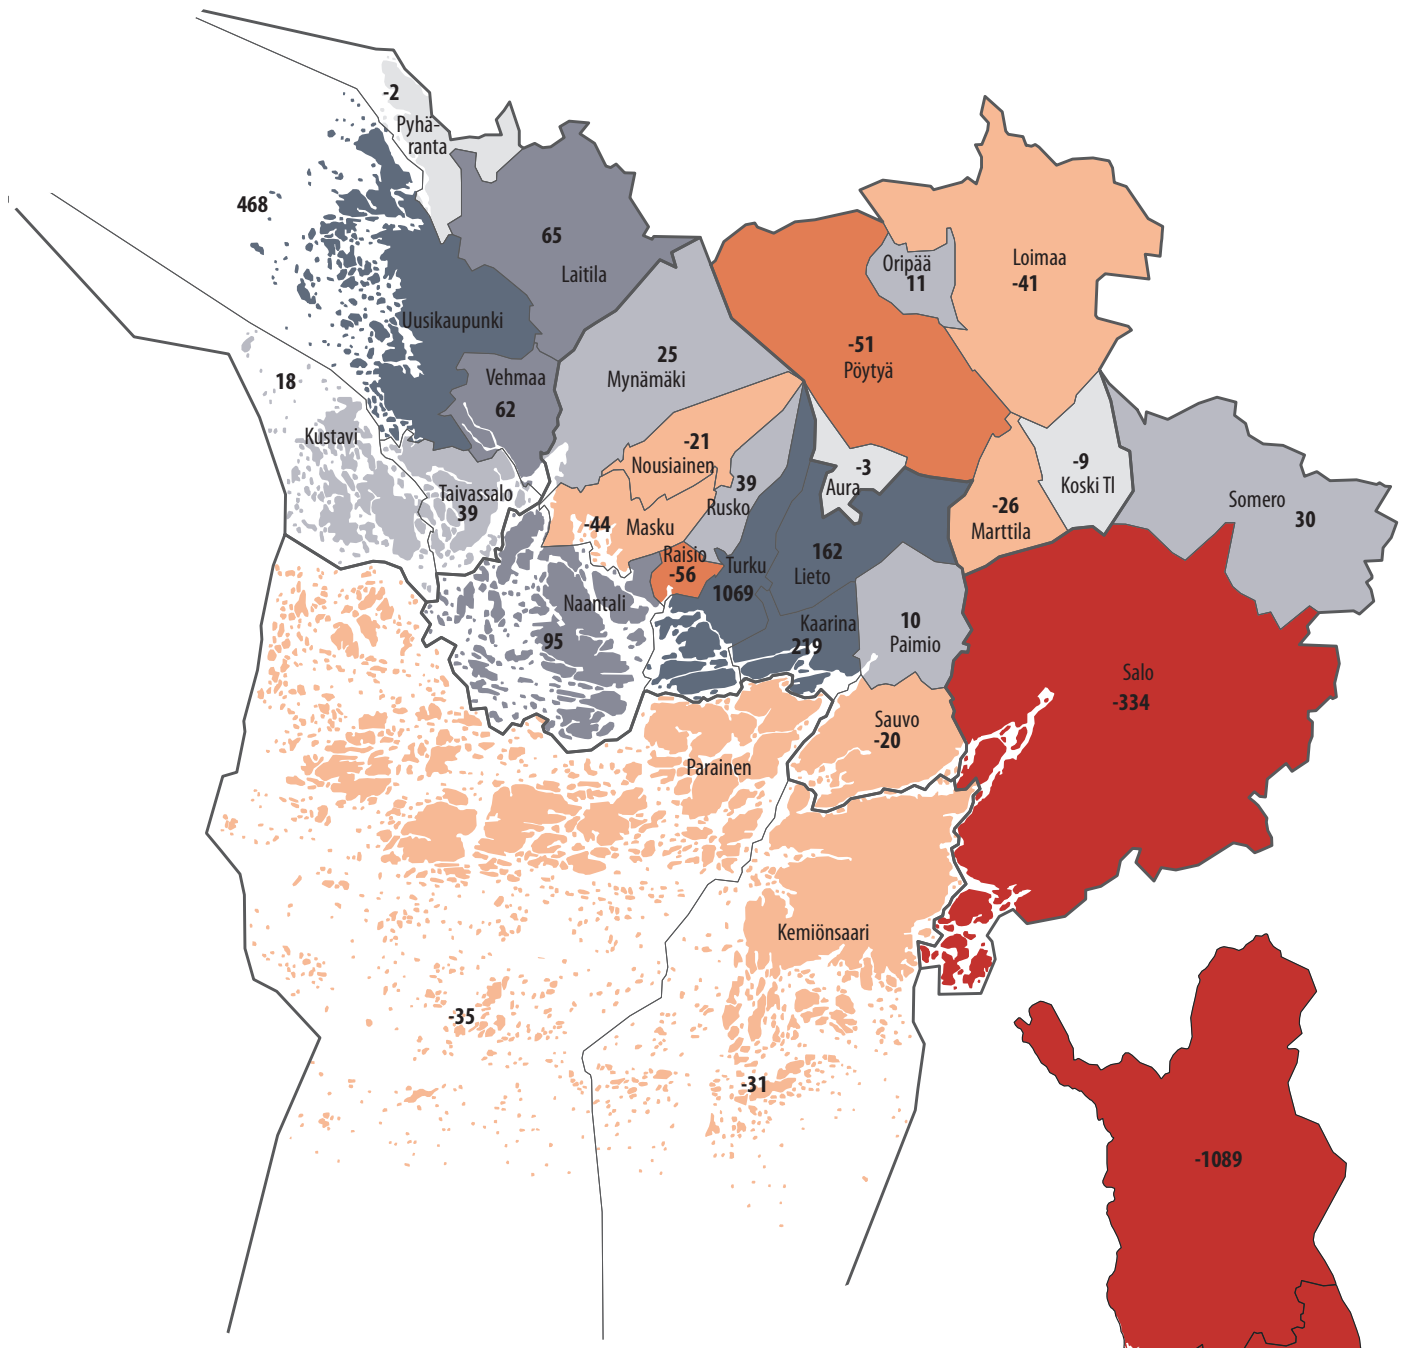 -2
Pyhä-
ranta
468
65
Laitila
Uusikaupunki
Oripää
11
Loimaa
-41
-51
Pöytyä
25
Mynämäki
18
Vehmaa
62
Kustavi
-21
Nousiainen
-3
Aura
-9
Koski Tl
39
Rusko
Taivassalo
39
Somero
30
-26
Marttila
-44
Masku
Raisio
-56
Turku
1069
162
Lieto
Naantali
95
Kaarina
219
10
Paimio
Salo
-334
Sauvo
-20
Parainen
Kemiönsaari
-35
-31
-1089